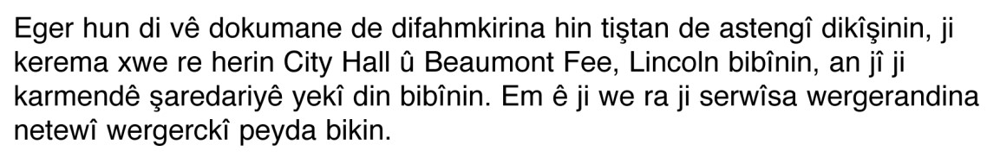 Eger hun di vê dokumane de difahmkirina hin tiştan de astengî dikîşinin, ji
kerema xwe re herin City Hall û Beaumont Fee, Lincoln bibînin, an jî ji
karmendê şaredariyê yekî din bibînin. Em ê ji we ra ji serwîsa wergerandina
netewî wergerckî peyda bikin.